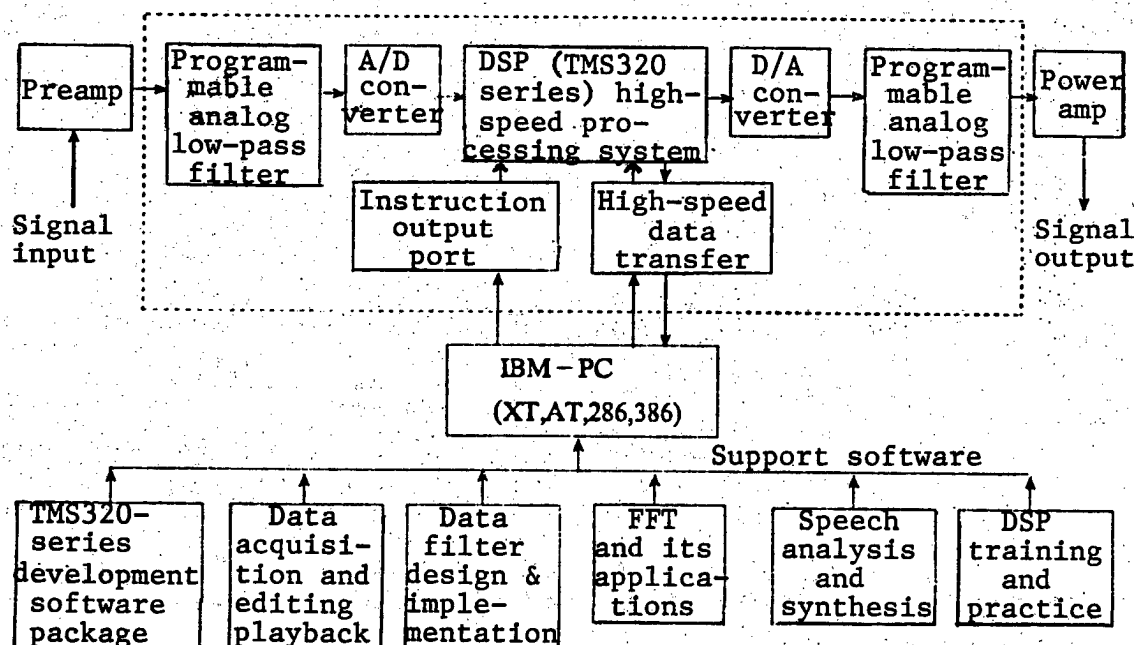 Preamp
Signal
input
Program-
mable
analog
low-pass
filter
A/D
con-
verter
DSP (TMS320
series) high-
speed pro-
cessing system
D/A
con-
verter
Program-
mable
analog
low-pass
filter
Power
amp
Signal
output
Instruction
output
port
High-speed
data
transfer
IBM-PC
(XT,AT,286,386)
Support software
TMS320-
series
development
software
package
Data
acquisi-
tion and
editing
playback
Data
filter
design &
imple-
mentation
FFT
and its
applica-
tions
Speech
analysis
and
synthesis
DSP
training
and
practice